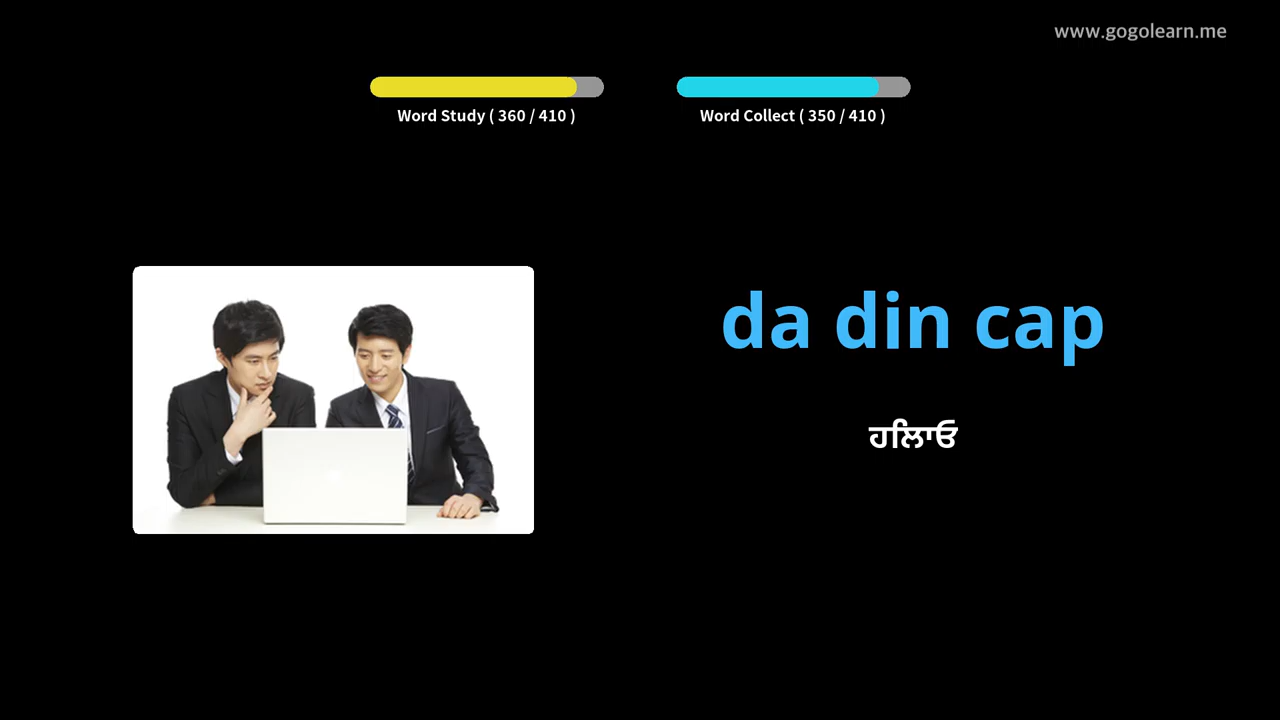 www.gogolearn.me
Word Study ( 360 / 410 )
Word Collect ( 350 / 410 )
da din cap
ਹਲਿਾਓ